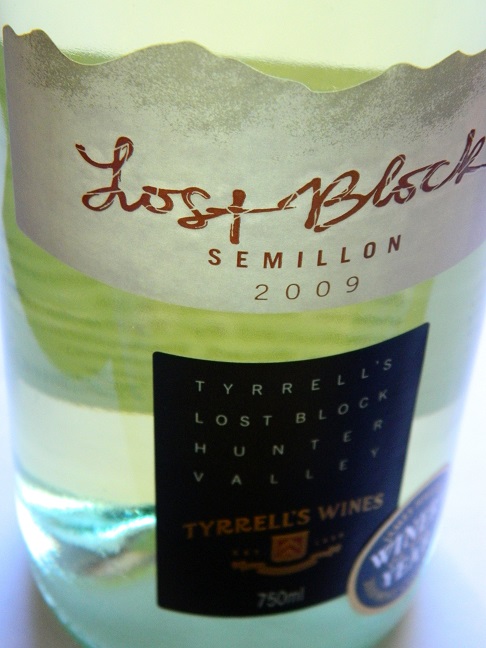 Lost Block
SEMILLON
2009
TYRRELL'S
LOST BLOCK
HUNTER
VALLEY
TYRRELL'S WINES
750ml